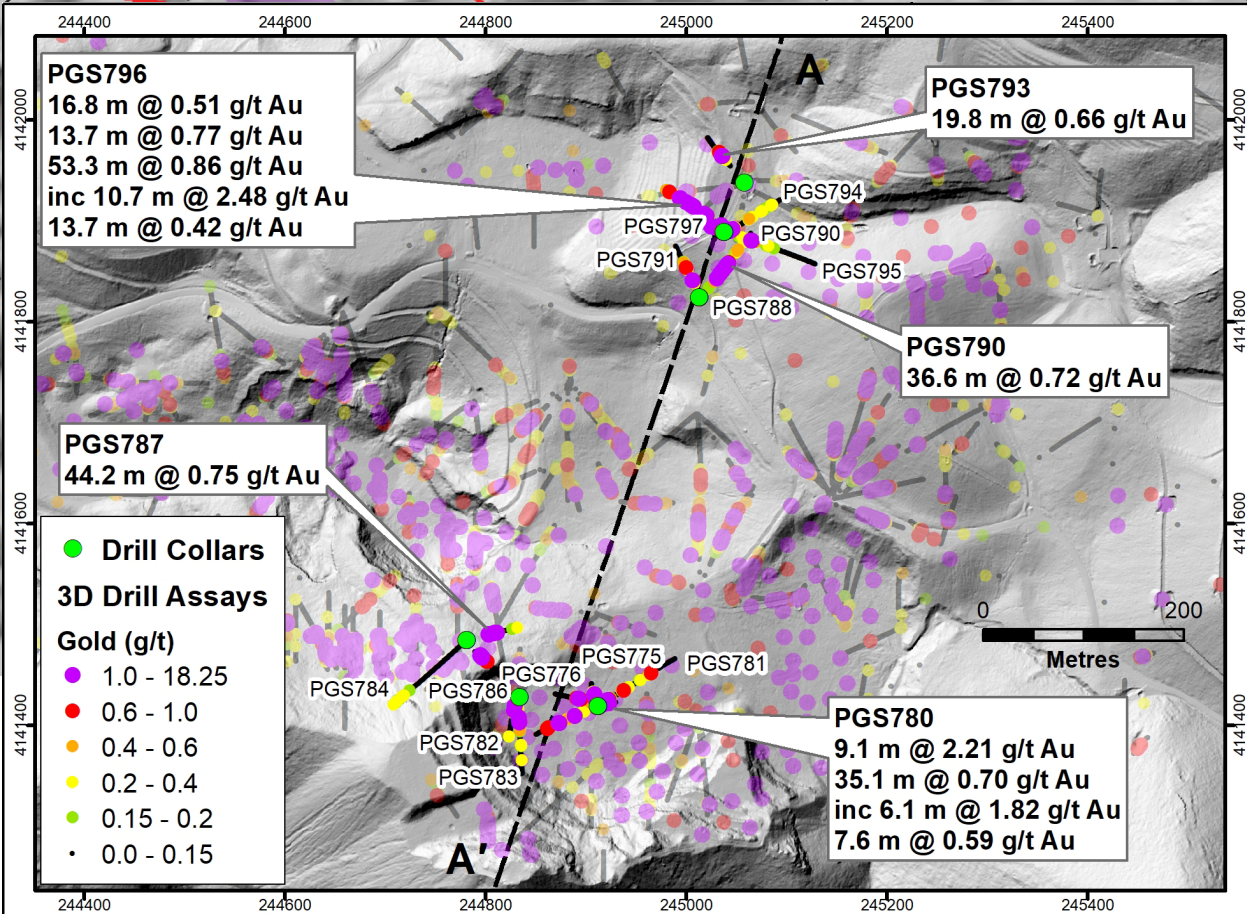 244400 244600 244800 245000 245200 245400
A
PGS796
16.8 m @ 0.51 g/t Au
13.7 m @ 0.77 g/t Au
53.3 m @ 0.86 g/t Au
inc 10.7 m @ 2.48 g/t Au
13.7 m @ 0.42 g/t Au
PGS793
19.8 m @ 0.66 g/t Au
4142000 4142000
PGS794
PGS797
PGS790
PGS791
PGS795
PGS788
4141800 4141800
PGS790
36.6 m @ 0.72 g/t Au
PGS787
44.2 m @ 0.75 g/t Au
4141600 4141600
Drill Collars
3D Drill Assays
Gold (g/t)
1.0 - 18.25
0.6 - 1.0
0.4 - 0.6
0.2 - 0.4
0.15 - 0.2
0.0 - 0.15
0 200
Metres
PGS775
PGS781
PGS776
PGS784
PGS786
4141400 4141400
PGS782
PGS783
PGS780
9.1 m @ 2.21 g/t Au
35.1 m @ 0.70 g/t Au
inc 6.1 m @ 1.82 g/t Au
7.6 m @ 0.59 g/t Au
A'
244400 244600 244800 245000 245200 245400